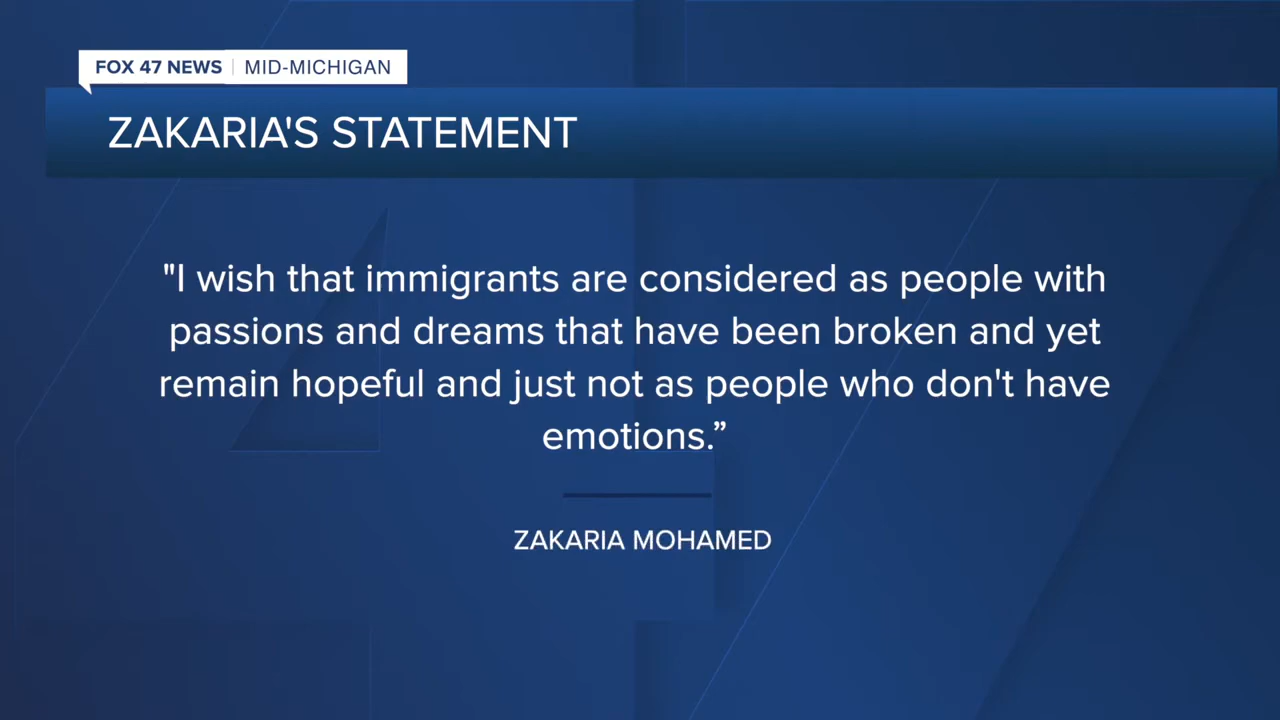 FOX 47 NEWS | MID-MICHIGAN
ZAKARIA'S STATEMENT
"I wish that immigrants are considered as people with
passions and dreams that have been broken and yet
remain hopeful and just not as people who don't have
emotions.”
ZAKARIA MOHAMED